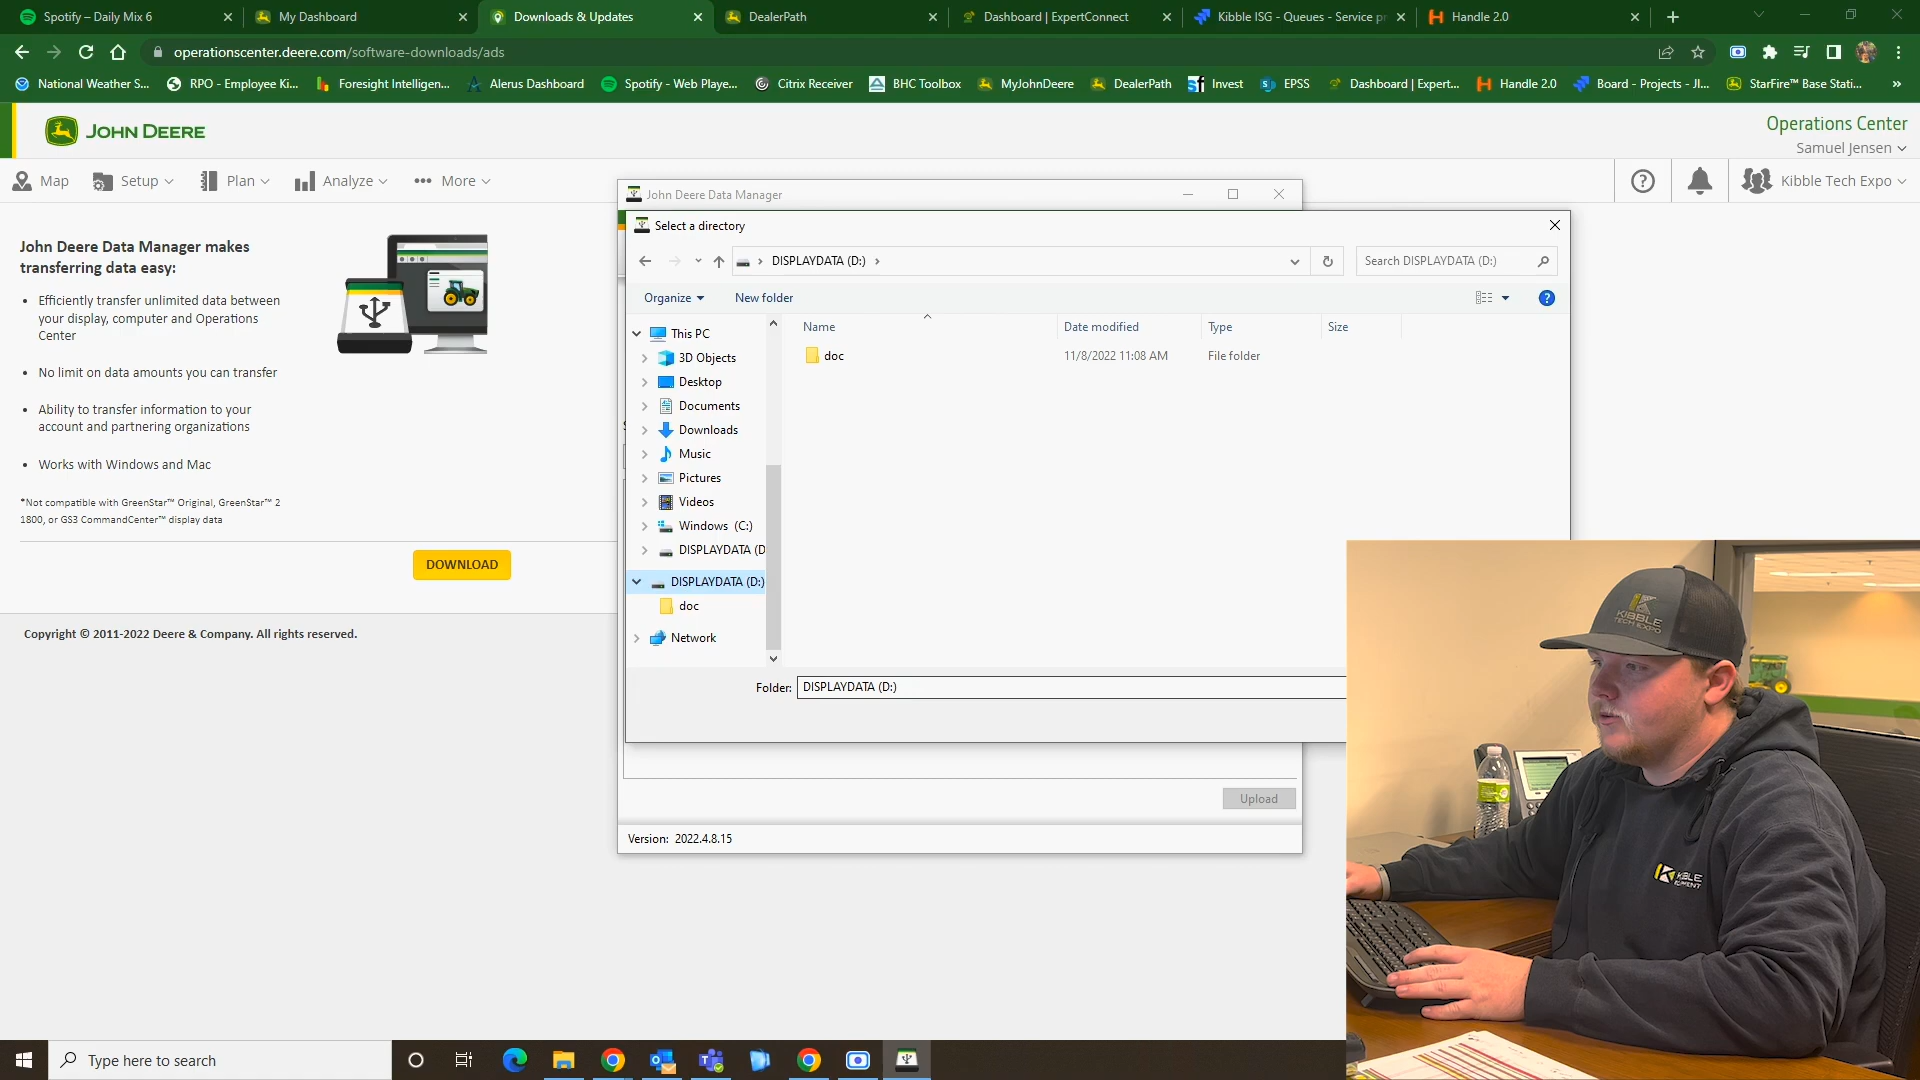 Spotify – Daily Mix 6
My Dashboard
Downloads & Updates
DealerPath
Dashboard | ExpertConnect
Kibble ISG - Queues - Service pr
Handle 2.0
operationscenter.deere.com/software-downloads/ads
National Weather S...
RPO - Employee Ki...
Foresight Intelligen...
Alerus Dashboard
Spotify - Web Playe...
Citrix Receiver
BHC Toolbox
MyJohnDeere
DealerPath
Invest
EPSS
Dashboard | Expert...
Handle 2.0
Board - Projects - JI...
StarFire™ Base Stati...
»
JOHN DEERE
Operations Center
Samuel Jensen
Map
Setup
Plan
Analyze
More
Kibble Tech Expo
John Deere Data Manager makes
transferring data easy:
• Efficiently transfer unlimited data between
your display, computer and Operations
Center
• No limit on data amounts you can transfer
• Ability to transfer information to your
account and partnering organizations
• Works with Windows and Mac
*Not compatible with GreenStar™ Original, GreenStar™ 2
1800, or GS3 CommandCenter™ display data
DOWNLOAD
Copyright © 2011-2022 Deere & Company. All rights reserved.
John Deere Data Manager
Select a directory
DISPLAYDATA (D:)
Search DISPLAYDATA (D:)
Organize
New folder
Name
Date modified
Type
Size
doc
11/8/2022 11:08 AM
File folder
This PC
3D Objects
Desktop
Documents
Downloads
Music
Pictures
Videos
Windows (C:)
DISPLAYDATA (D
DISPLAYDATA (D:)
doc
Network
Folder:
DISPLAYDATA (D:)
Upload
Version: 2022.4.8.15
KIBBLE
TECH EXPO
Type here to search